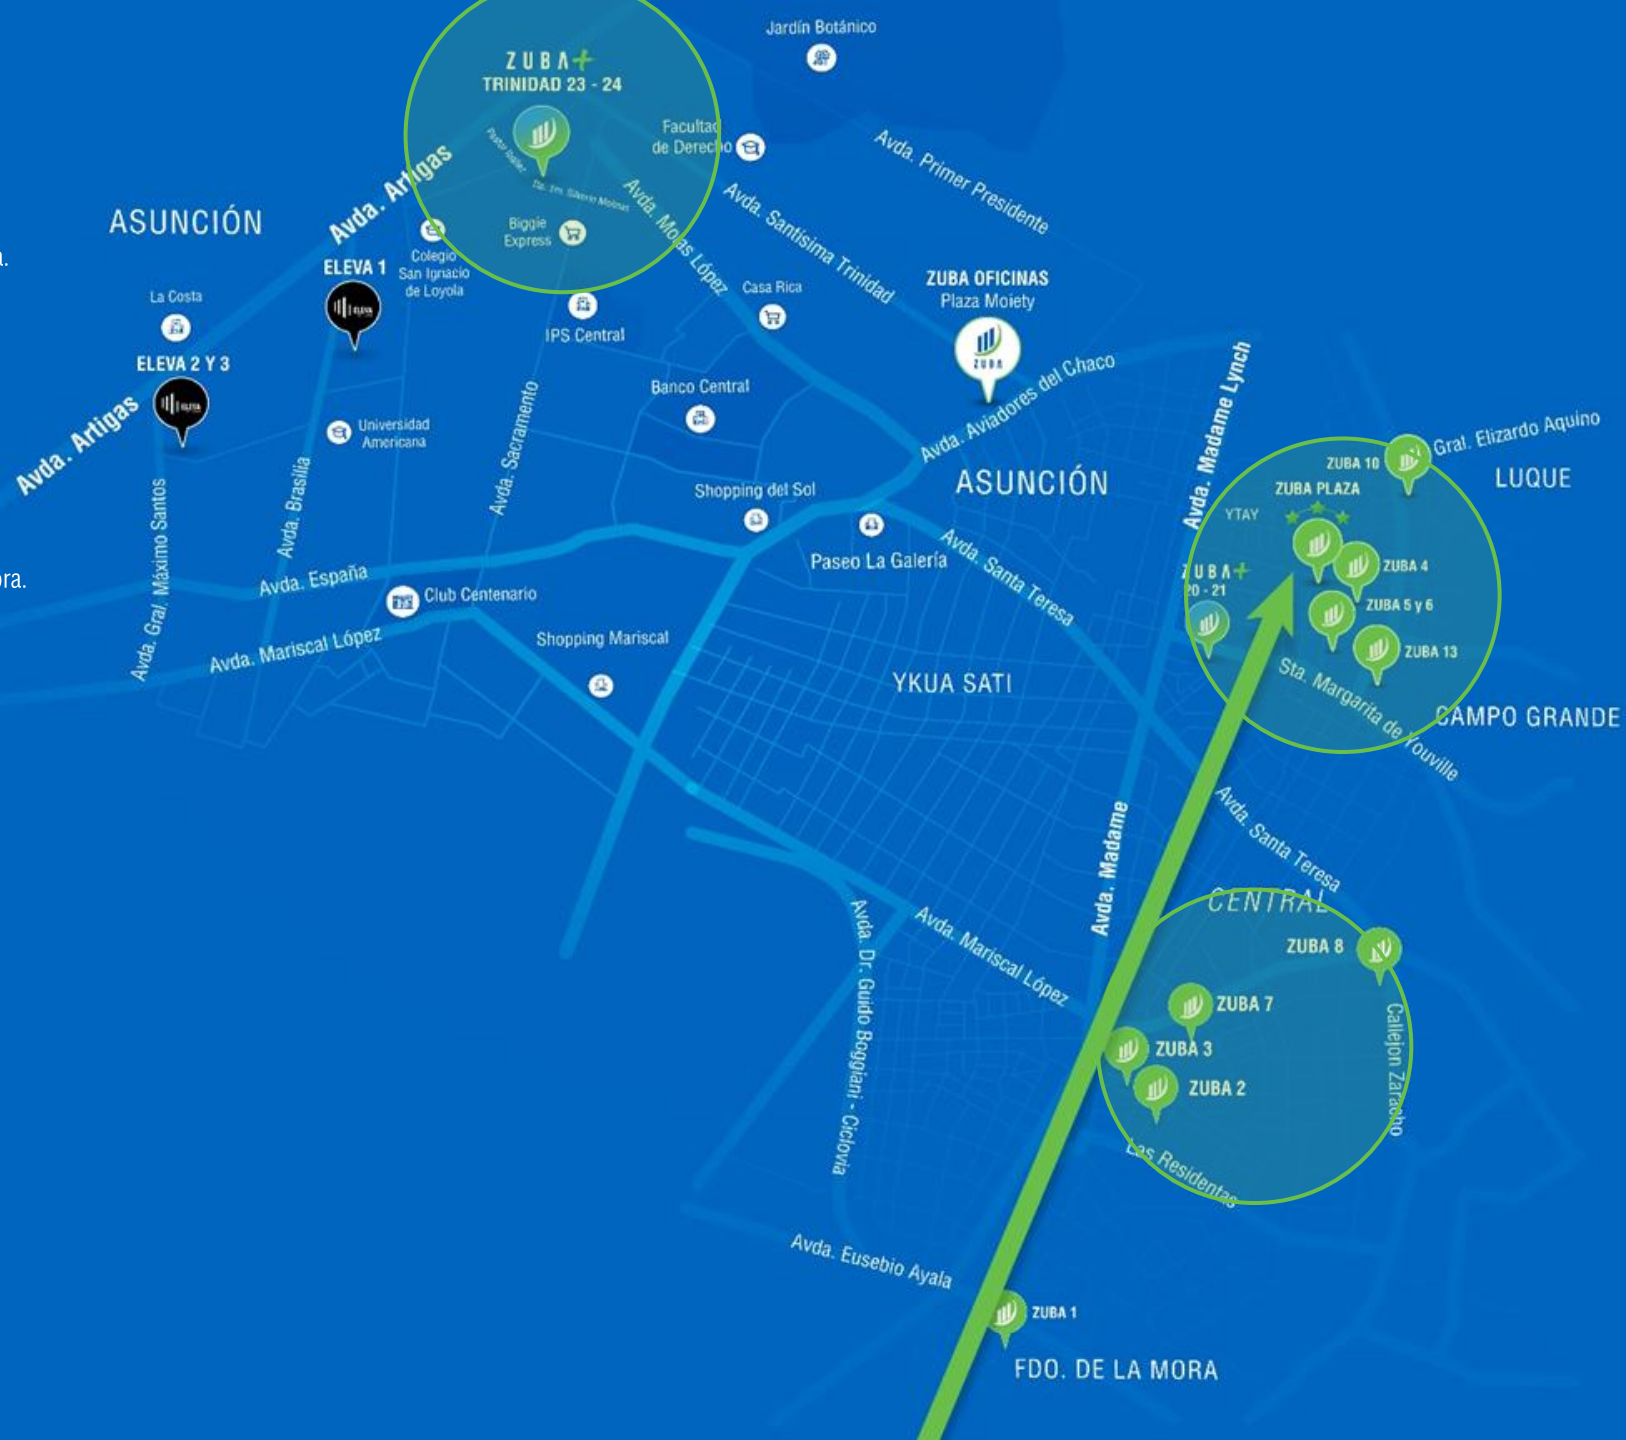 Jardín Botánico
ZUBA+
TRINIDAD 23 - 24
Facultad
de Derecho
Avda. Primer Presidente
Avda. Artigas
Avda. Santísima Trinidad
Biggie
Express
ASUNCIÓN
a.
ELEVA 1
Colegio
San Ignacio
de Loyola
ZUBA OFICINAS
Plaza Moiety
ZUBA
La Costa
Casa Rica
IPS Central
ELEVA 2 Y 3
Banco Central
Avda. Aviadores del Chaco
Avda. Madame Lynch
Avda. Artigas
Avda. Sacramento
Universidad
Americana
Gral. Elizardo Aquino
ZUBA 10
LUQUE
ASUNCIÓN
Shopping del Sol
ZUBA PLAZA
YTAY
Avda. Gral. Máximo Santos
Avda. Brasilia
Paseo La Galería
Avda. Santa Teresa
ZUBA 4
ora.
Avda. España
Club Centenario
ZUBA+
20 - 21
ZUBA 5 y 6
Avda. Mariscal López
Shopping Mariscal
ZUBA 13
YKUA SATI
Sta. Margarita de Youville
CAMPO GRANDE
Avda. Santa Teresa
Avda. Madame
CENTRAL
Avda. Mariscal López
ZUBA 8
Avda. Dr. Guido Boggiani - Ciclovia
ZUBA 7
ZUBA 3
Callejon Zaracho
ZUBA 2
Las Residentas
Avda. Eusebio Ayala
ZUBA 1
FDO. DE LA MORA